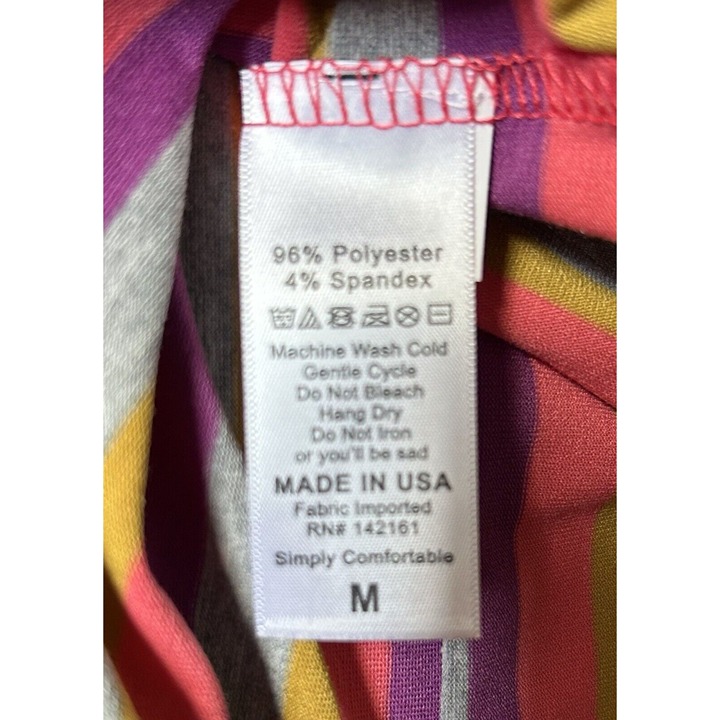 96% Polyester
4% Spandex
Machine Wash Cold
Gentle Cycle
Do Not Bleach
Hang Dry
Do Not Iron
or you'll be sad
MADE IN USA
Fabric Imported
RN# 142161
Simply Comfortable
M